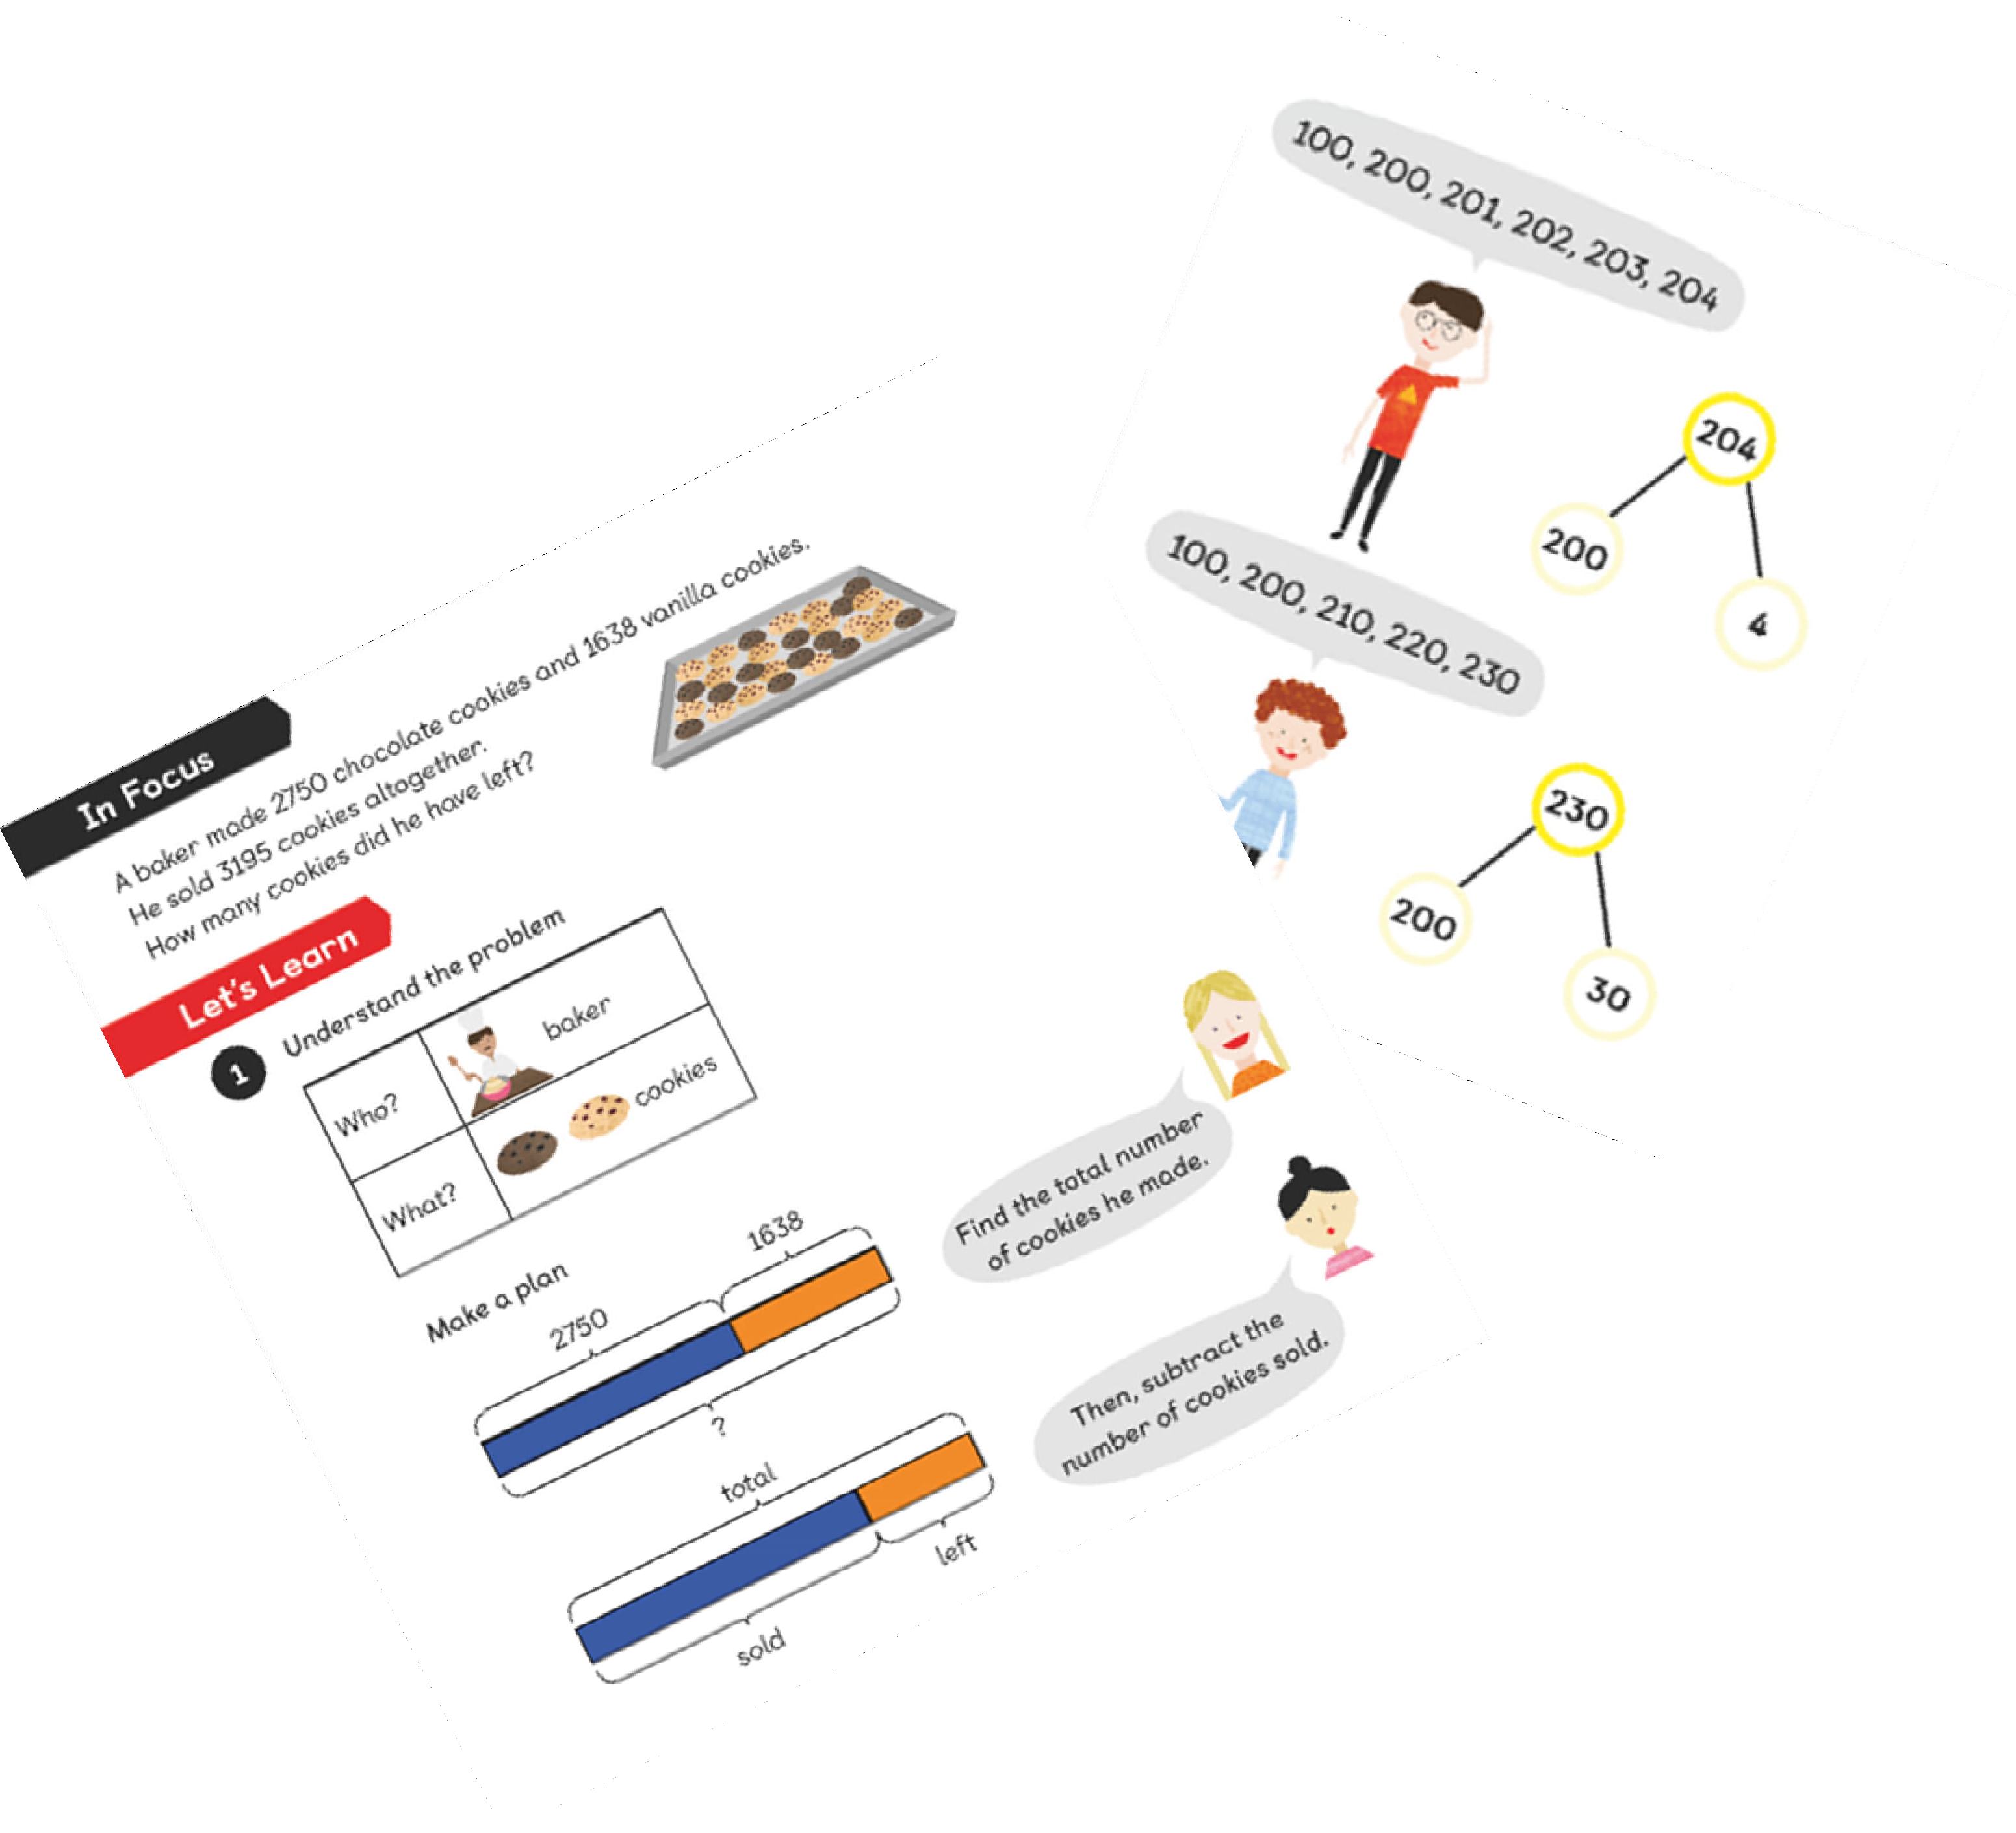 In Focus
A baker made 2750 chocolate cookies and 1638 vanilla cookies.
He sold 3195 cookies altogether.
How many cookies did he have left?
Let's Learn
1
Understand the problem
Who?
baker
What?
cookies
Make a plan
2750
1638
?
total
sold
left
Find the total number
of cookies he made.
Then, subtract the
number of cookies sold.
100, 200, 201, 202, 203, 204
204
200
4
100, 200, 210, 220, 230
230
200
30